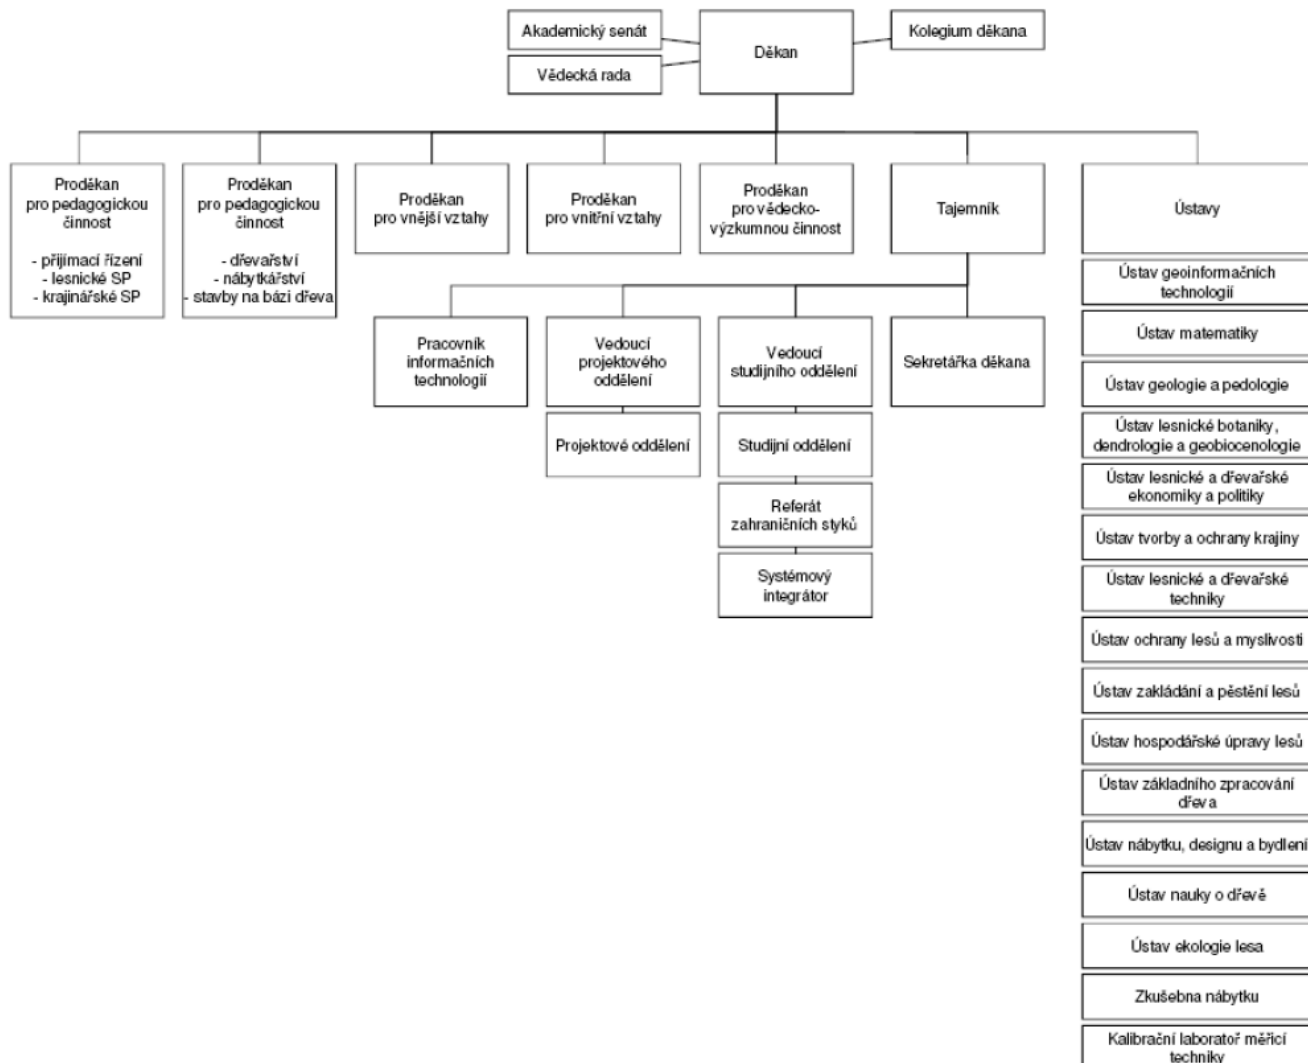 Akademický senát
Děkan
Kolegium děkana
Vědecká rada
Proděkan
pro pedagogickou
činnost
- přijímací řízení
- lesnické SP
- krajinářské SP
Proděkan
pro pedagogickou
činnost
- dřevařství
- nábytkářství
- stavby na bázi dřeva
Proděkan
pro vnější vztahy
Proděkan
pro vnitřní vztahy
Proděkan
pro vědecko-
výzkumnou činnost
Tajemník
Ústavy
Pracovník
informačních
technologií
Vedoucí
projektového
oddělení
Vedoucí
studijního oddělení
Sekretářka děkana
Projektové oddělení
Studijní oddělení
Referát
zahraničních styků
Systémový
integrátor
Ústav geoinformačních
technologií
Ústav matematiky
Ústav geologie a pedologie
Ústav lesnické botaniky,
dendrologie a geobiocenologie
Ústav lesnické a dřevařské
ekonomiky a politiky
Ústav tvorby a ochrany krajiny
Ústav lesnické a dřevařské
techniky
Ústav ochrany lesů a myslivosti
Ústav zakládání a pěstění lesů
Ústav hospodářské úpravy lesů
Ústav základního zpracování
dřeva
Ústav nábytku, designu a bydlení
Ústav nauky o dřevě
Ústav ekologie lesa
Zkušebna nábytku
Kalibrační laboratoř měřicí
techniky